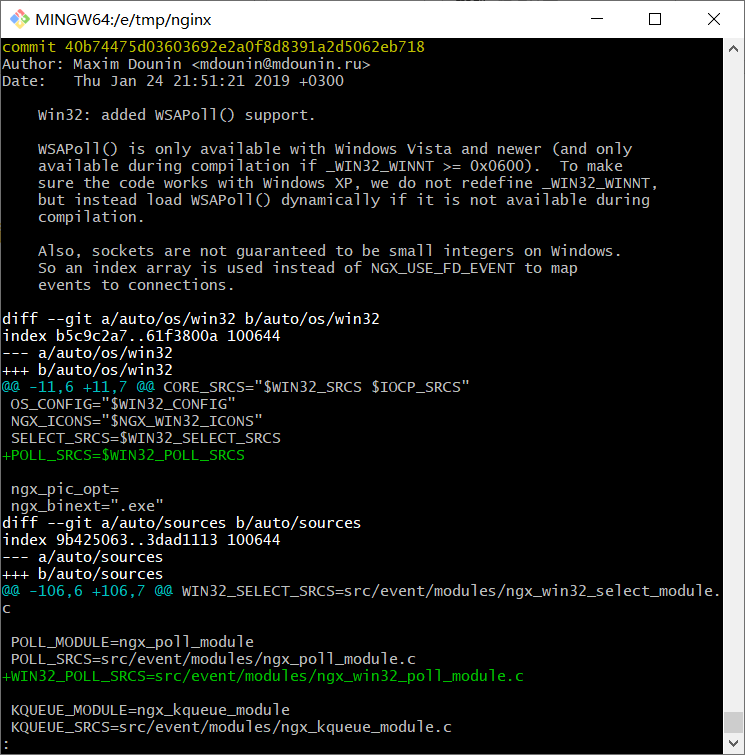 MINGW64:/e/tmp/nginx
commit 40b74475d03603692e2a0f8d8391a2d5062eb718
Author: Maxim Dounin <mdounin@mdounin.ru>
Date:   Thu Jan 24 21:51:21 2019 +0300

    Win32: added WSAPoll() support.

    WSAPoll() is only available with Windows Vista and newer (and only
    available during compilation if _WIN32_WINNT >= 0x0600).  To make
    sure the code works with Windows XP, we do not redefine _WIN32_WINNT,
    but instead load WSAPoll() dynamically if it is not available during
    compilation.

    Also, sockets are not guaranteed to be small integers on Windows.
    So an index array is used instead of NGX_USE_FD_EVENT to map
    events to connections.

diff --git a/auto/os/win32 b/auto/os/win32
index b5c9c2a7..61f3800a 100644
--- a/auto/os/win32
+++ b/auto/os/win32
@@ -11,6 +11,7 @@ CORE_SRCS="$WIN32_SRCS $IOCP_SRCS"
 OS_CONFIG="$WIN32_CONFIG"
 NGX_ICONS="$NGX_WIN32_ICONS"
 SELECT_SRCS=$WIN32_SELECT_SRCS
+POLL_SRCS=$WIN32_POLL_SRCS

 ngx_pic_opt=
 ngx_binext=".exe"
diff --git a/auto/sources b/auto/sources
index 9b425063..3dad1113 100644
--- a/auto/sources
+++ b/auto/sources
@@ -106,6 +106,7 @@ WIN32_SELECT_SRCS=src/event/modules/ngx_win32_select_module.
c

 POLL_MODULE=ngx_poll_module
 POLL_SRCS=src/event/modules/ngx_poll_module.c
+WIN32_POLL_SRCS=src/event/modules/ngx_win32_poll_module.c

 KQUEUE_MODULE=ngx_kqueue_module
 KQUEUE_SRCS=src/event/modules/ngx_kqueue_module.c
: